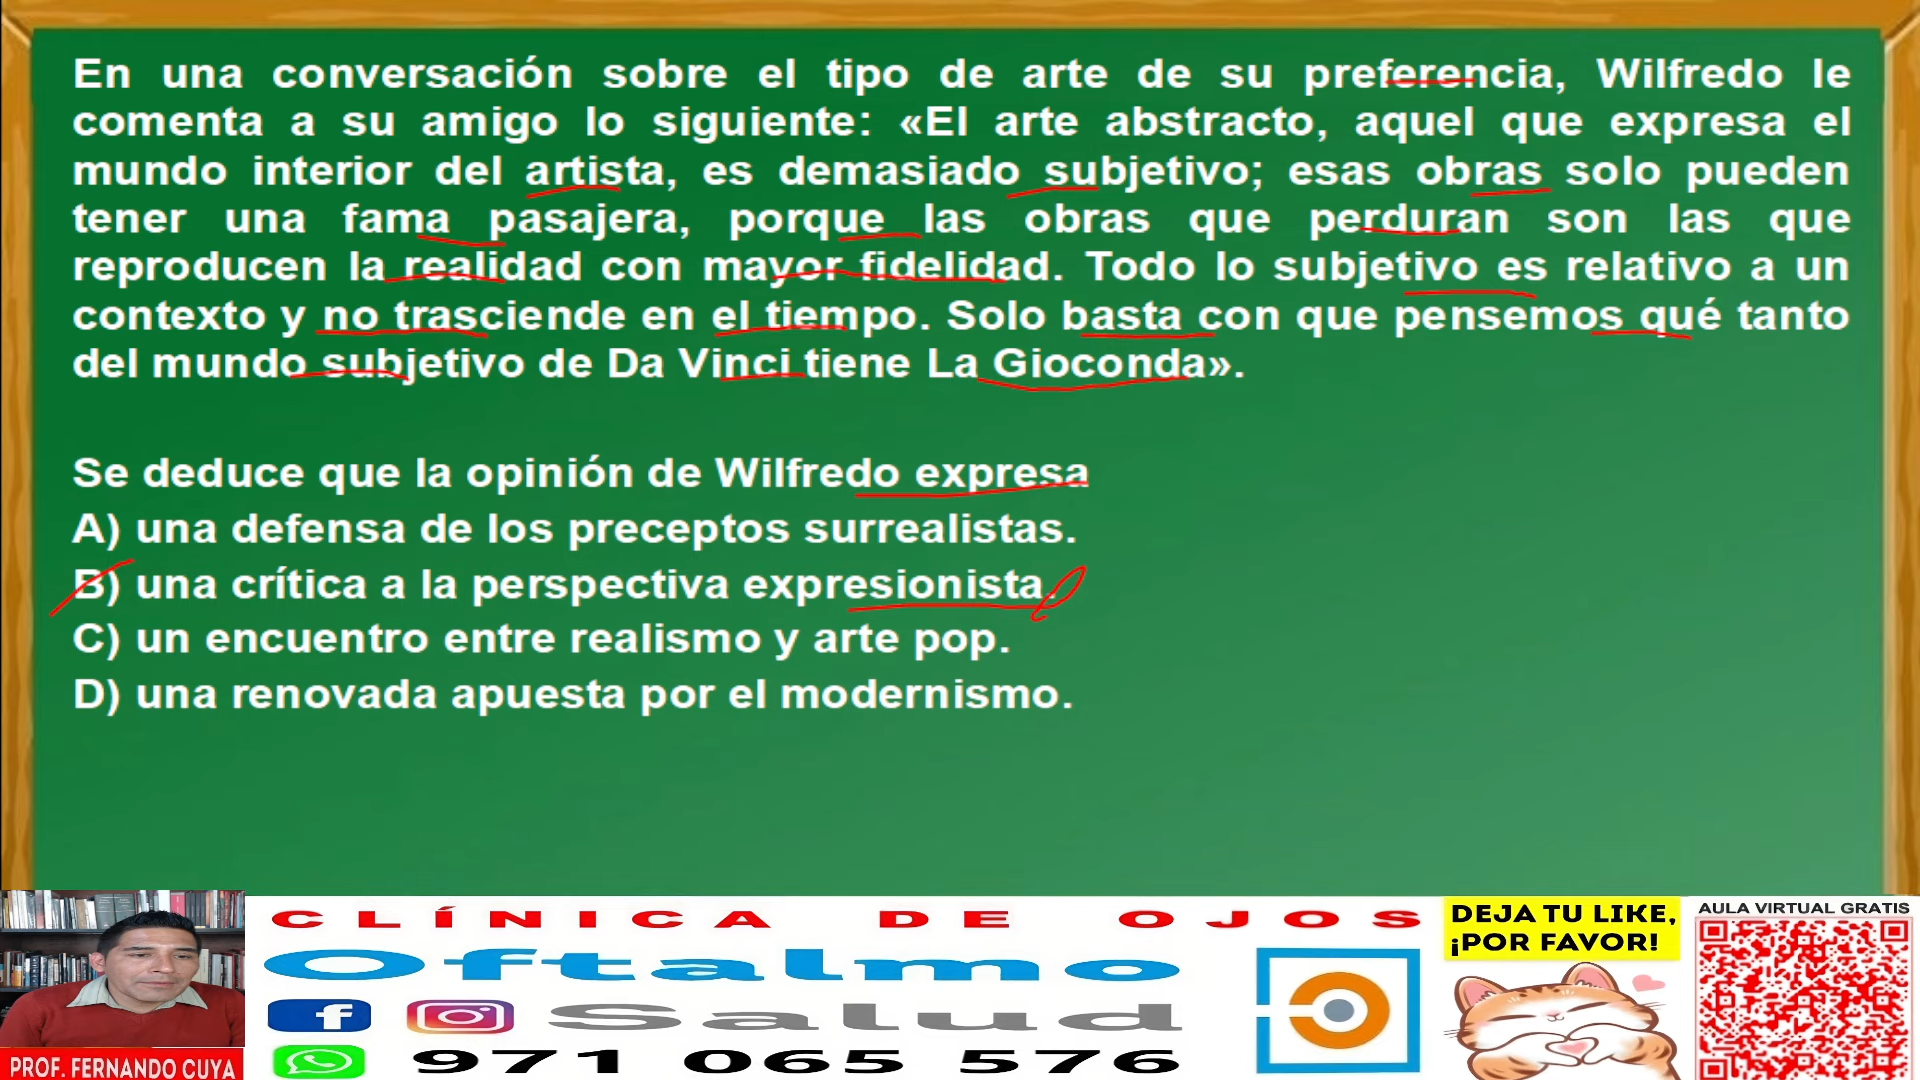 En una conversación sobre el tipo de arte de su preferencia, Wilfredo le
comenta a su amigo lo siguiente: «El arte abstracto, aquel que expresa el
mundo interior del artista, es demasiado subjetivo; esas obras solo pueden
tener una fama pasajera, porque las obras que perduran son las que
reproducen la realidad con mayor fidelidad. Todo lo subjetivo es relativo a un
contexto y no trasciende en el tiempo. Solo basta con que pensemos qué tanto
del mundo subjetivo de Da Vinci tiene La Gioconda».
Se deduce que la opinión de Wilfredo expresa
A) una defensa de los preceptos surrealistas.
B) una crítica a la perspectiva expresionista.
C) un encuentro entre realismo y arte pop.
D) una renovada apuesta por el modernismo.
PROF. FERNANDO CUYA
CLÍNICA DE OJOS
Oftalmo
Salud
971 065 576
DEJA TU LIKE,
¡POR FAVOR!
AULA VIRTUAL GRATIS